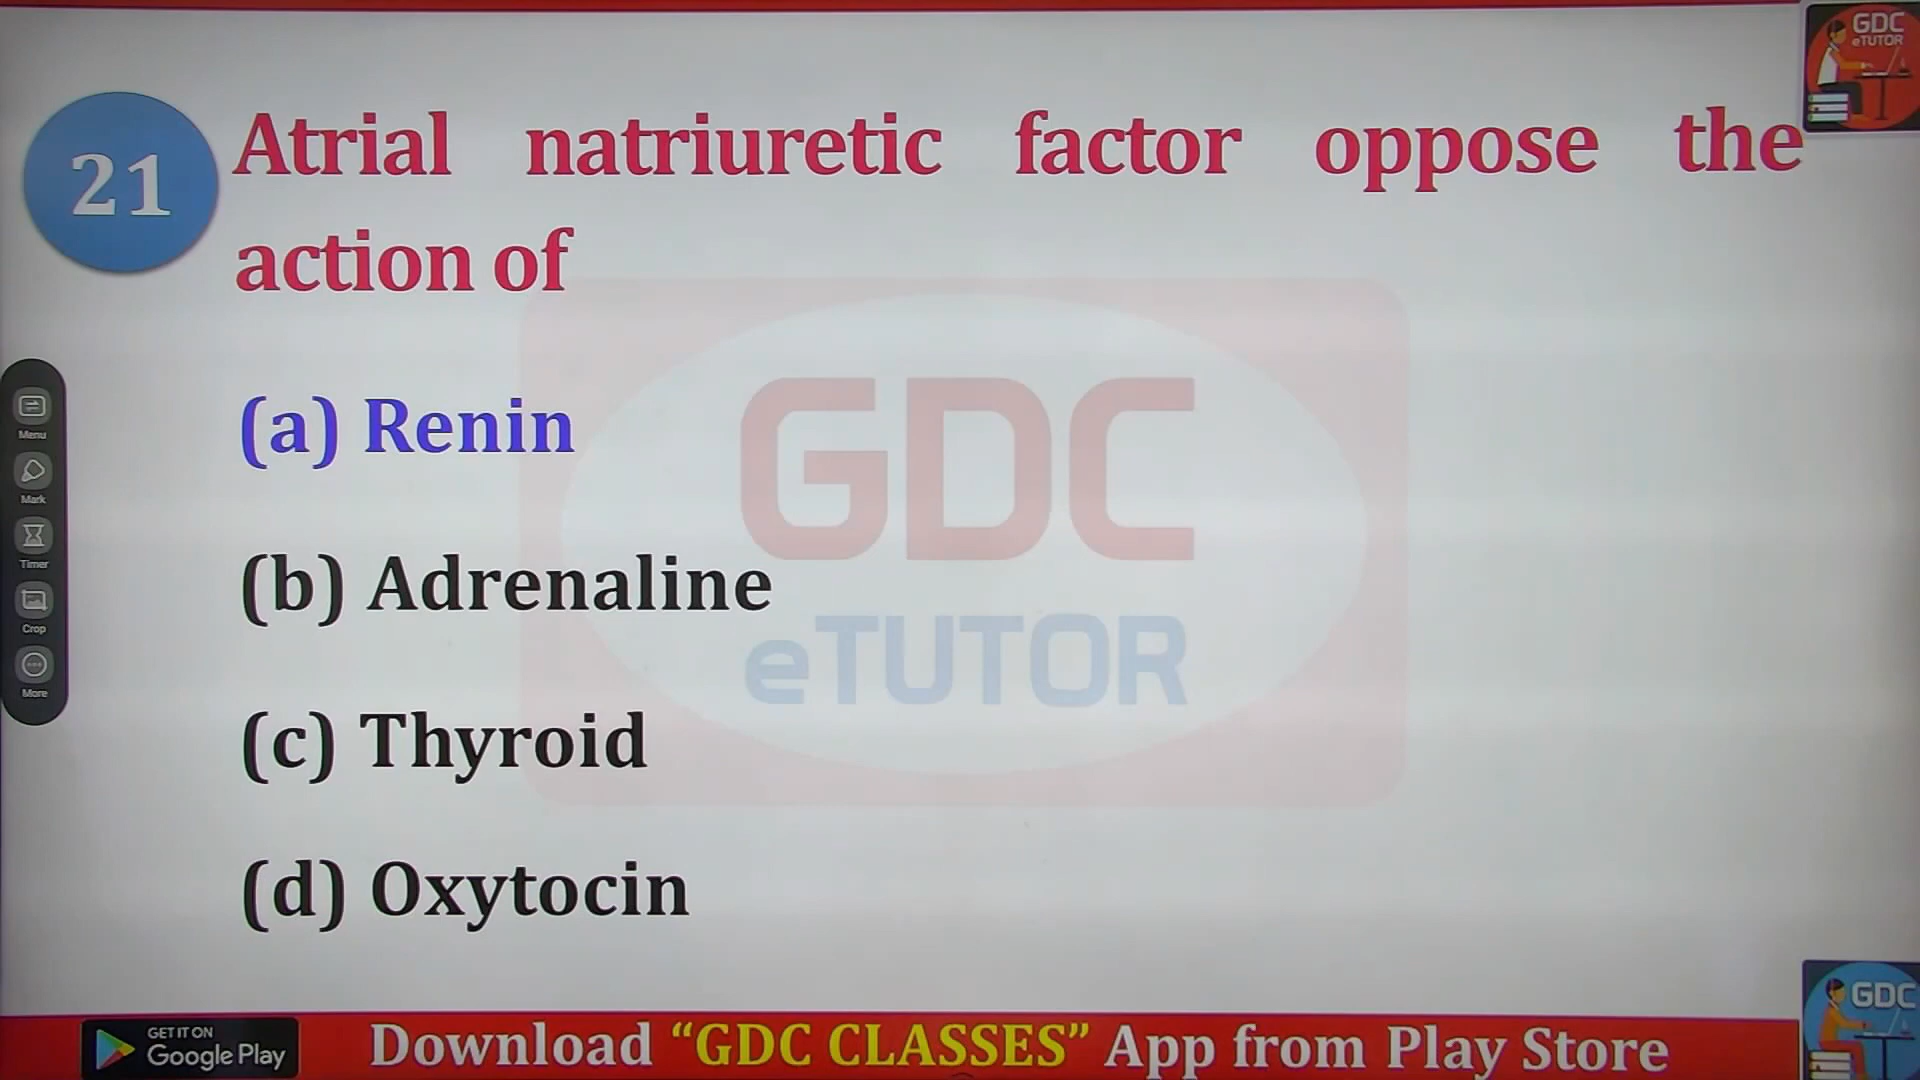 GDC
eTUTOR
21
Atrial natriuretic factor oppose the
action of
(a) Renin
(b) Adrenaline
(c) Thyroid
(d) Oxytocin
GDC
eTUTOR
Menu
Mark
Timer
Crop
More
GET IT ON
Google Play
Download “GDC CLASSES” App from Play Store
GDC